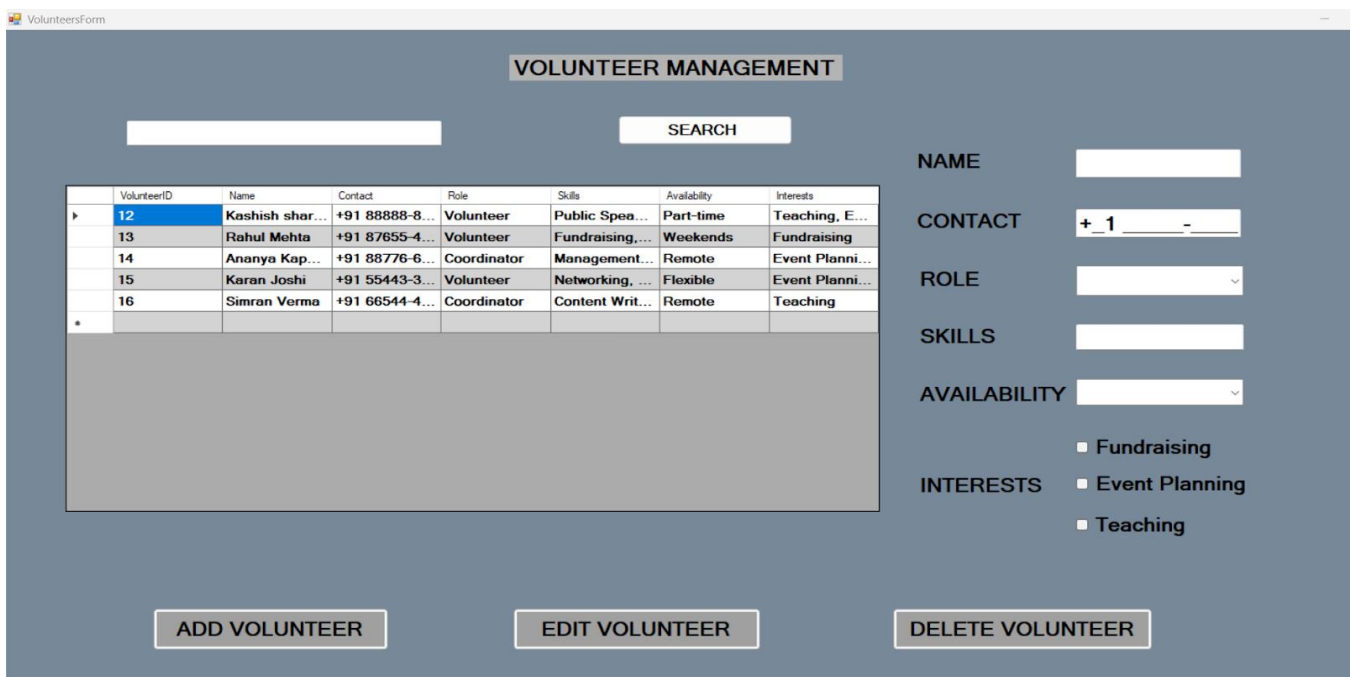 VolunteersForm
VOLUNTEER MANAGEMENT
SEARCH
VolunteerID Name Contact Role Skills Availability Interests
12 Kashish shar... +91 88888-8... Volunteer Public Spea... Part-time Teaching, E...
13 Rahul Mehta +91 87655-4... Volunteer Fundraising,... Weekends Fundraising
14 Ananya Kap... +91 88776-6... Coordinator Management... Remote Event Planni...
15 Karan Joshi +91 55443-3... Volunteer Networking, ... Flexible Event Planni...
16 Simran Verma +91 66544-4... Coordinator Content Writ... Remote Teaching
NAME
CONTACT +_1 _____-____
ROLE
SKILLS
AVAILABILITY
INTERESTS
Fundraising
Event Planning
Teaching
ADD VOLUNTEER EDIT VOLUNTEER DELETE VOLUNTEER